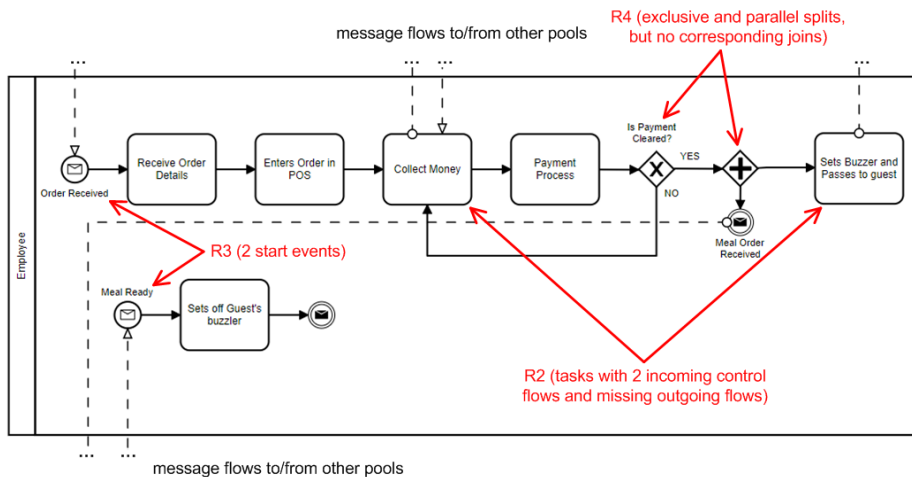 R4 (exclusive and parallel splits,
but no corresponding joins)
message flows to/from other pools
...
...
...
...
Is Payment
Cleared?
Receive Order
Details
Enters Order in
POS
Collect Money
Payment
Process
X
YES
NO
Sets Buzzer and
Passes to guest
Order Received
Meal Order
Received
R3 (2 start events)
Employee
Meal Ready
Sets off Guest's
buzzler
R2 (tasks with 2 incoming control
flows and missing outgoing flows)
...
...
message flows to/from other pools